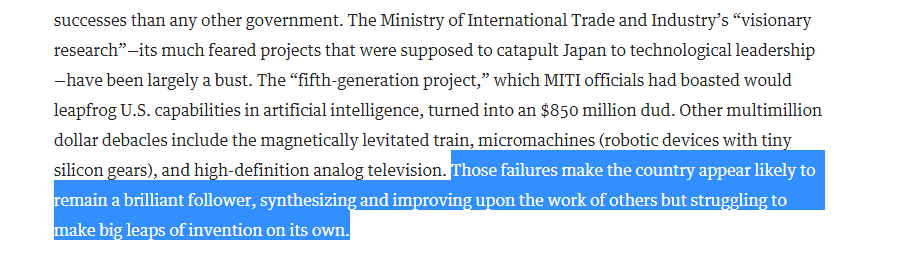 successes than any other government. The Ministry of International Trade and Industry’s “visionary
research”—its much feared projects that were supposed to catapult Japan to technological leadership
—have been largely a bust. The “fifth-generation project,” which MITI officials had boasted would
leapfrog U.S. capabilities in artificial intelligence, turned into an $850 million dud. Other multimillion
dollar debacles include the magnetically levitated train, micromachines (robotic devices with tiny
silicon gears), and high-definition analog television. Those failures make the country appear likely to
remain a brilliant follower, synthesizing and improving upon the work of others but struggling to
make big leaps of invention on its own.